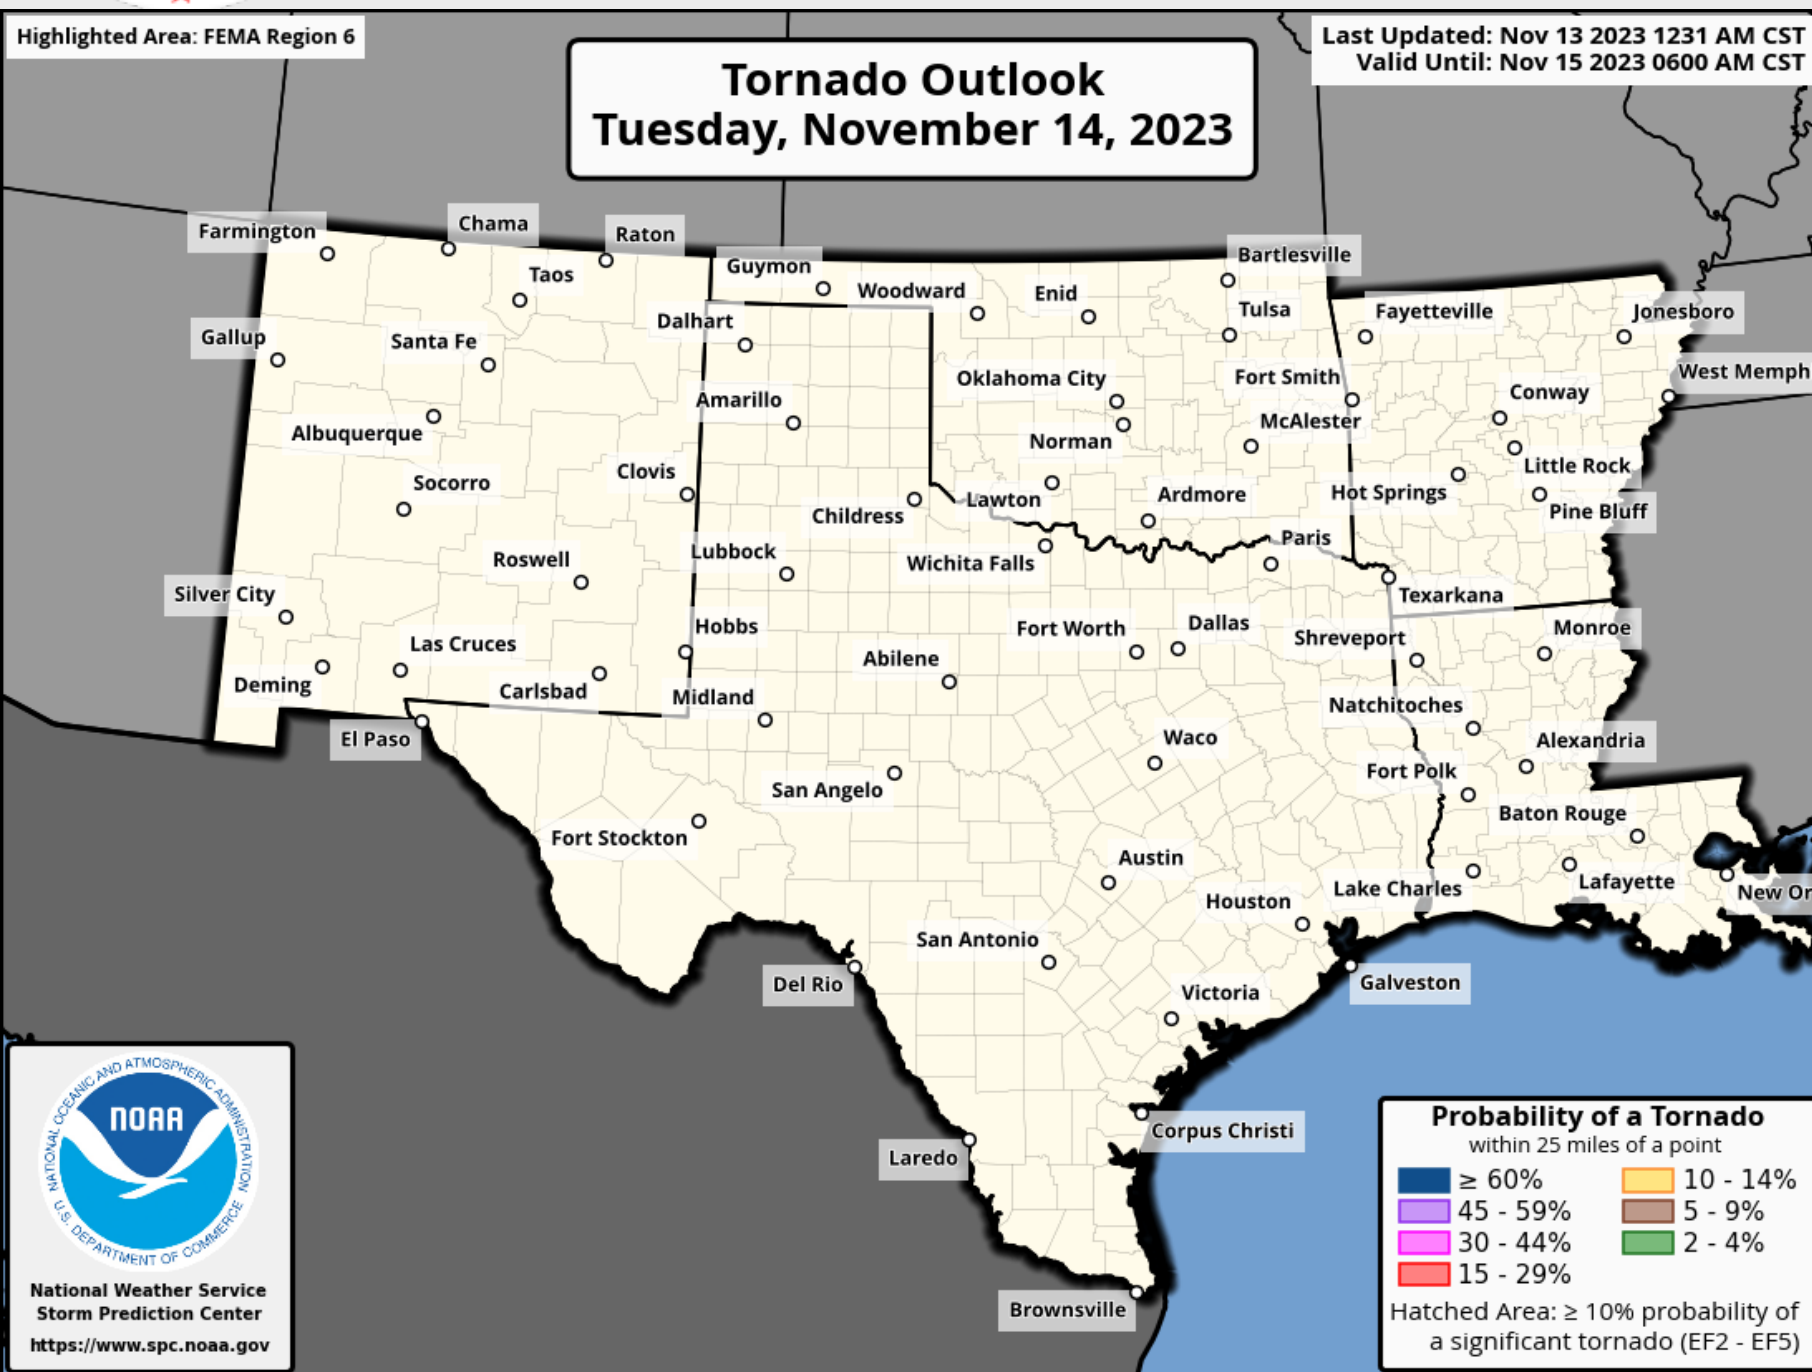 Highlighted Area: FEMA Region 6
Tornado Outlook
Tuesday, November 14, 2023
Last Updated: Nov 13 2023 1231 AM CST
Valid Until: Nov 15 2023 0600 AM CST
Farmington
Chama
Raton
Taos
Guymon
Woodward
Enid
Bartlesville
Tulsa
Fayetteville
Jonesboro
Gallup
Santa Fe
Dalhart
Oklahoma City
Fort Smith
Conway
West Memph
Albuquerque
Amarillo
Norman
McAlester
Little Rock
Socorro
Clovis
Childress
Lawton
Ardmore
Hot Springs
Pine Bluff
Roswell
Lubbock
Wichita Falls
Paris
Silver City
Texarkana
Las Cruces
Hobbs
Abilene
Fort Worth
Dallas
Shreveport
Monroe
Deming
Carlsbad
Midland
Natchitoches
El Paso
Waco
Alexandria
San Angelo
Fort Polk
Fort Stockton
Baton Rouge
Austin
Houston
Lake Charles
Lafayette
New Or
San Antonio
Del Rio
Victoria
Galveston
Corpus Christi
Laredo
Brownsville
NATIONAL OCEANIC AND ATMOSPHERIC ADMINISTRATION
NOAA
U.S. DEPARTMENT OF COMMERCE
National Weather Service
Storm Prediction Center
https://www.spc.noaa.gov
Probability of a Tornado
within 25 miles of a point
≥ 60%
10 - 14%
45 - 59%
5 - 9%
30 - 44%
2 - 4%
15 - 29%
Hatched Area: ≥ 10% probability of
a significant tornado (EF2 - EF5)